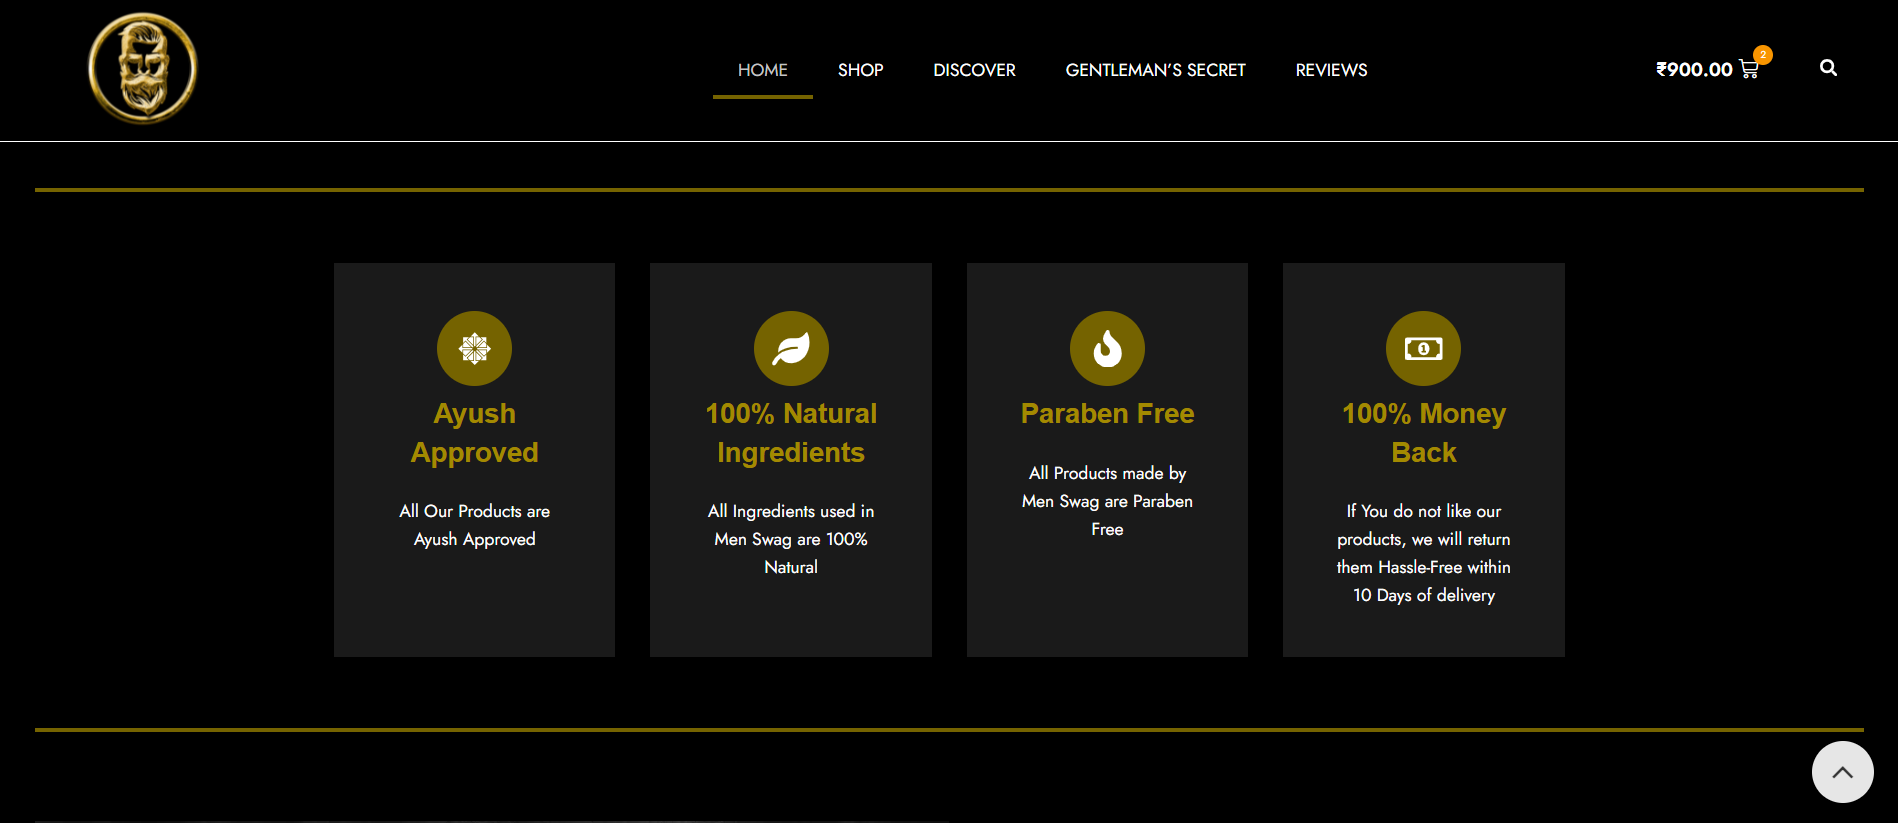 HOME
SHOP
DISCOVER
GENTLEMAN’S SECRET
REVIEWS
₹900.00
2
Ayush
Approved
All Our Products are
Ayush Approved
100% Natural
Ingredients
All Ingredients used in
Men Swag are 100%
Natural
Paraben Free
All Products made by
Men Swag are Paraben
Free
1
100% Money
Back
If You do not like our
products, we will return
them Hassle-Free within
10 Days of delivery